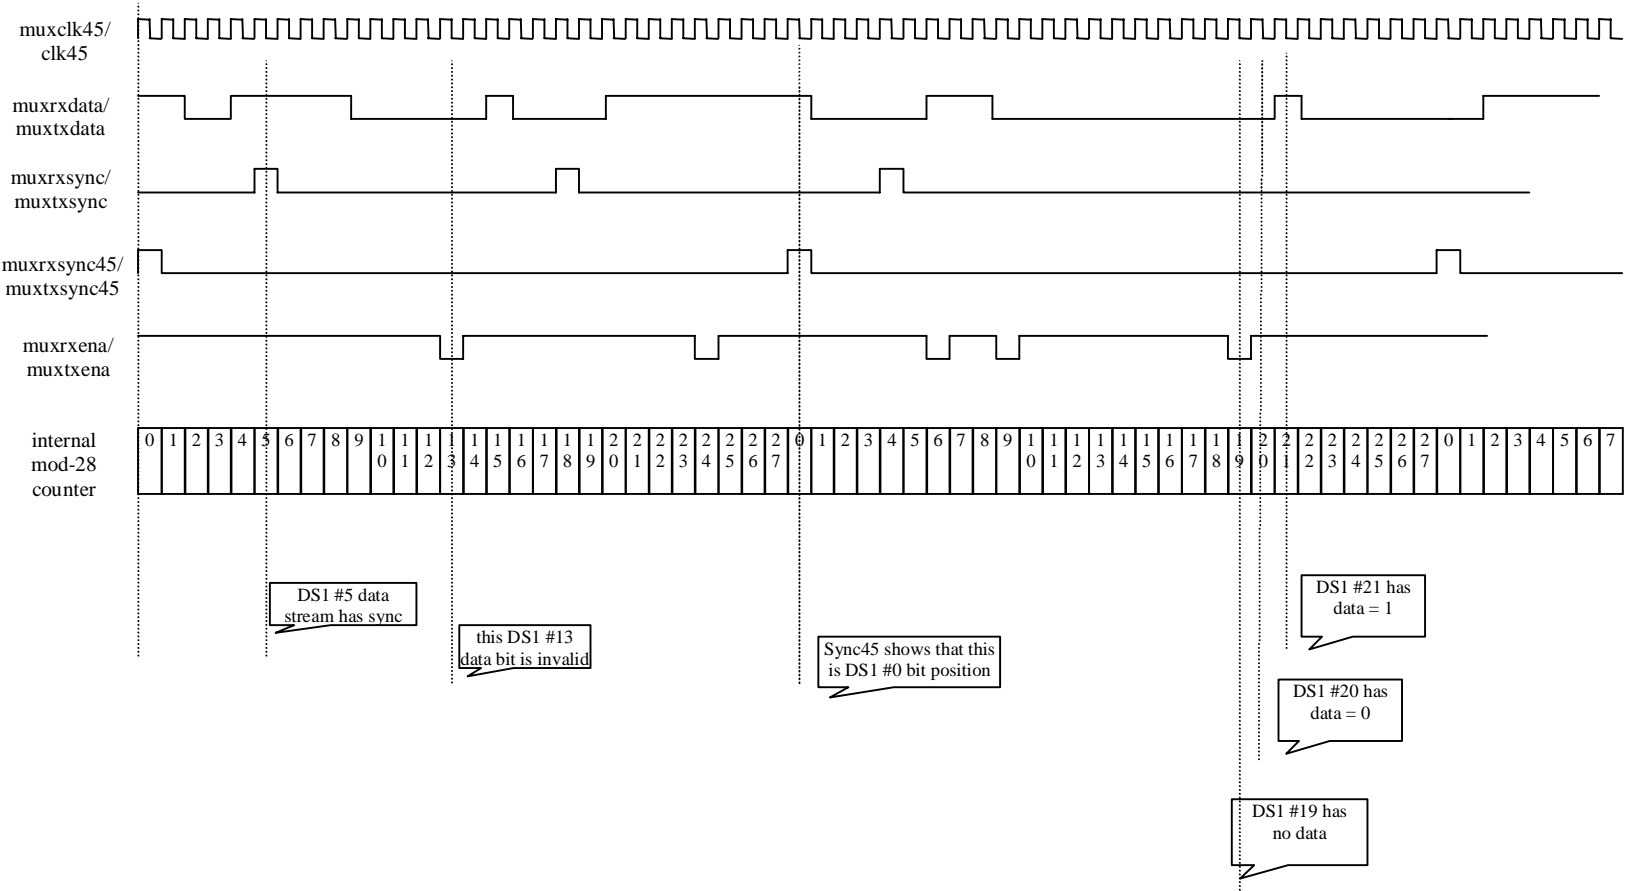 muxclk45/
clk45
muxrxdata/
muxtxdata
muxrxsync/
muxtxsync
muxrxsync45/
muxtxsync45
muxrxena/
muxtxena
internal
mod-28
counter
0 1 2 3 4 5 6 7 8 9 10 11 12 13 14 15 16 17 18 19 20 21 22 23 24 25 26 27 0 1 2 3 4 5 6 7 8 9 10 11 12 13 14 15 16 17 18 19 20 21 22 23 24 25 26 27 0 1 2 3 4 5 6 7
DS1 #5 data
stream has sync
this DS1 #13
data bit is invalid
Sync45 shows that this
is DS1 #0 bit position
DS1 #21 has
data = 1
DS1 #20 has
data = 0
DS1 #19 has
no data